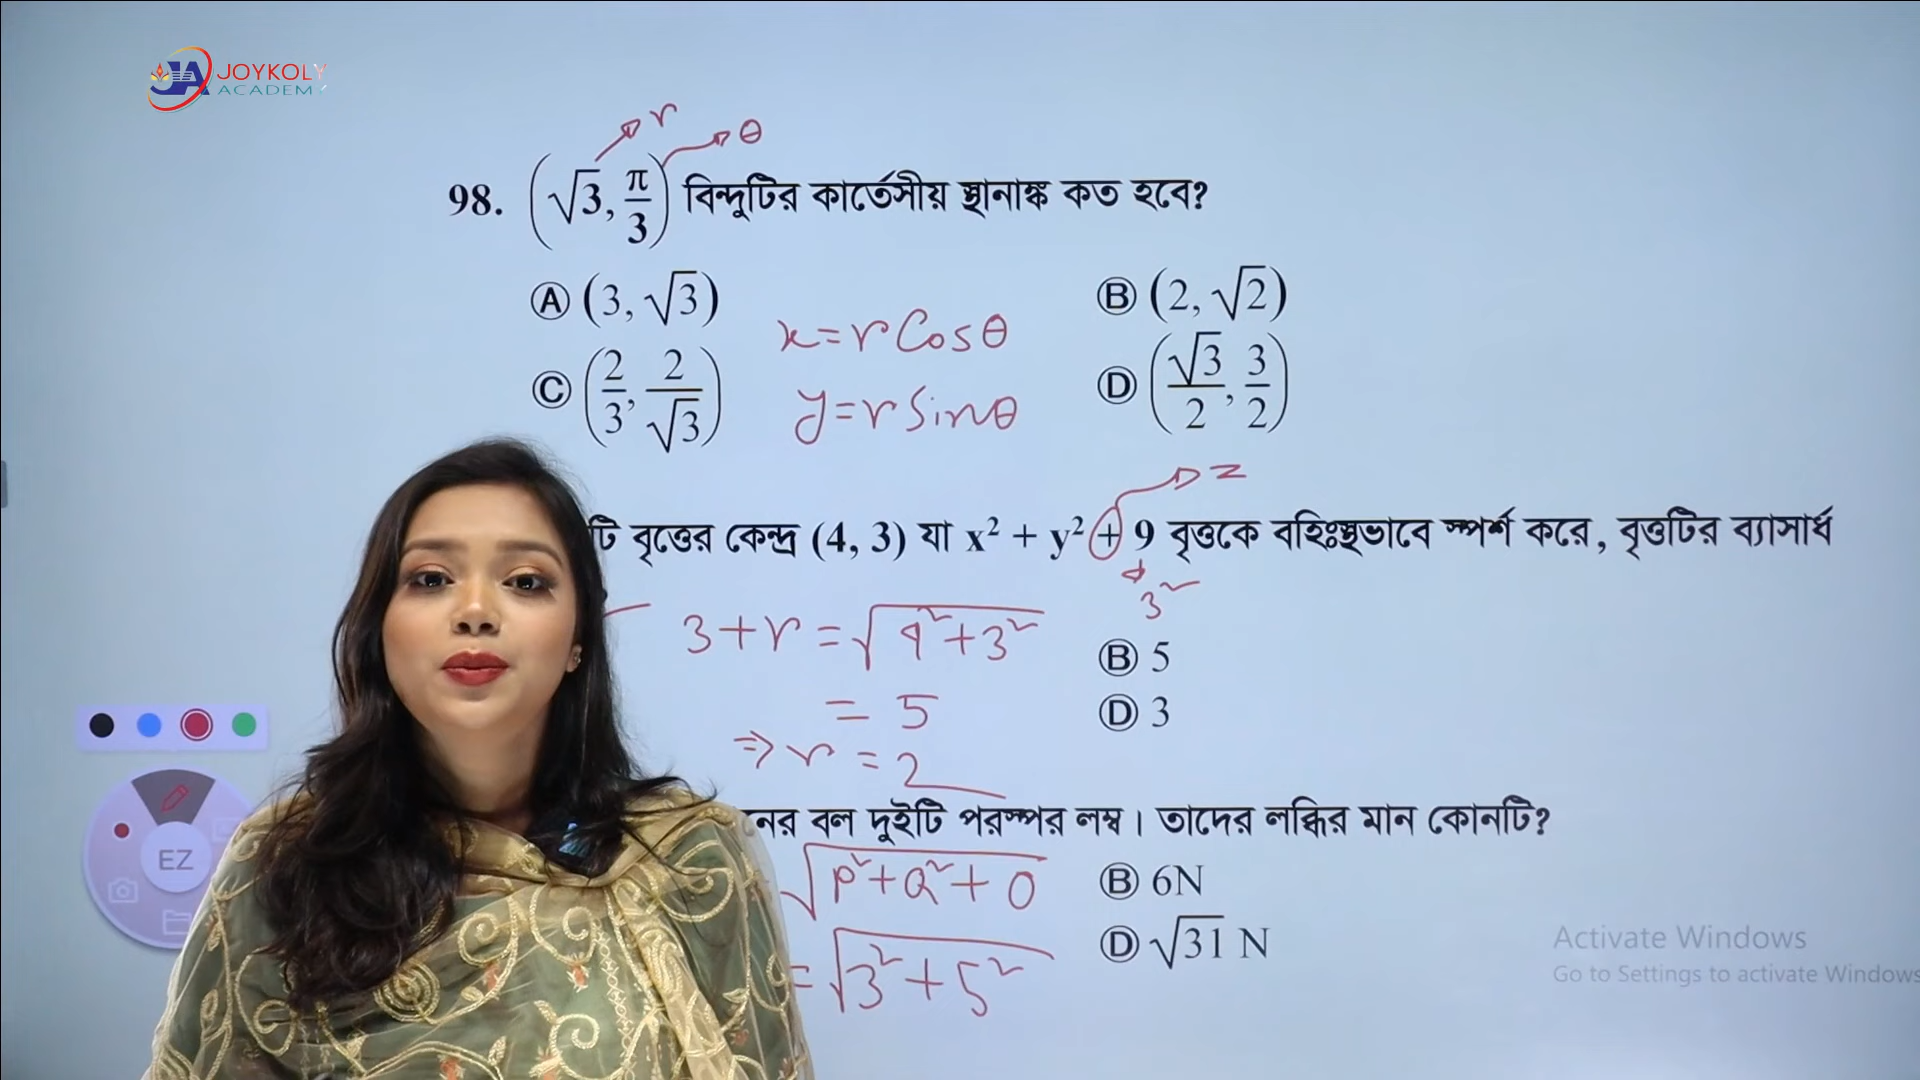 JOYKOLY
ACADEMY
r
θ
98. (√3, π/3) বিন্দুটির কার্তেসীয় স্থানাঙ্ক কত হবে?
Ⓐ (3, √3)
Ⓑ (2, √2)
x=r Cosθ
Ⓒ (2/3, 2/√3)
Ⓓ (√3/2, 3/2)
y=r Sinθ
টি বৃত্তের কেন্দ্র (4, 3) যা x² + y² + 9 বৃত্তকে বহিঃস্থভাবে স্পর্শ করে, বৃত্তটির ব্যাসার্ধ
3²
3+r = √4²+3²
Ⓑ 5
= 5
Ⓓ 3
⇒ r = 2
নের বল দুইটি পরস্পর লম্ব। তাদের লব্ধির মান কোনটি?
√P²+Q²+0
Ⓑ 6N
= √3²+5²
Ⓓ √31 N
EZ
Activate Windows
Go to Settings to activate Windows